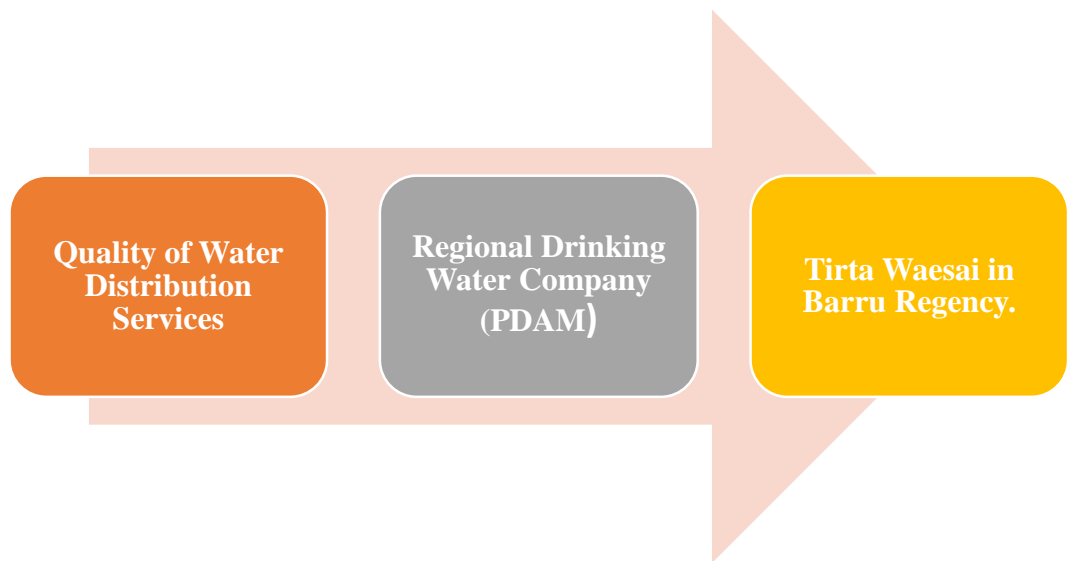 Quality of Water
Distribution
Services
Regional Drinking
Water Company
(PDAM)
Tirta Waesai in
Barru Regency.